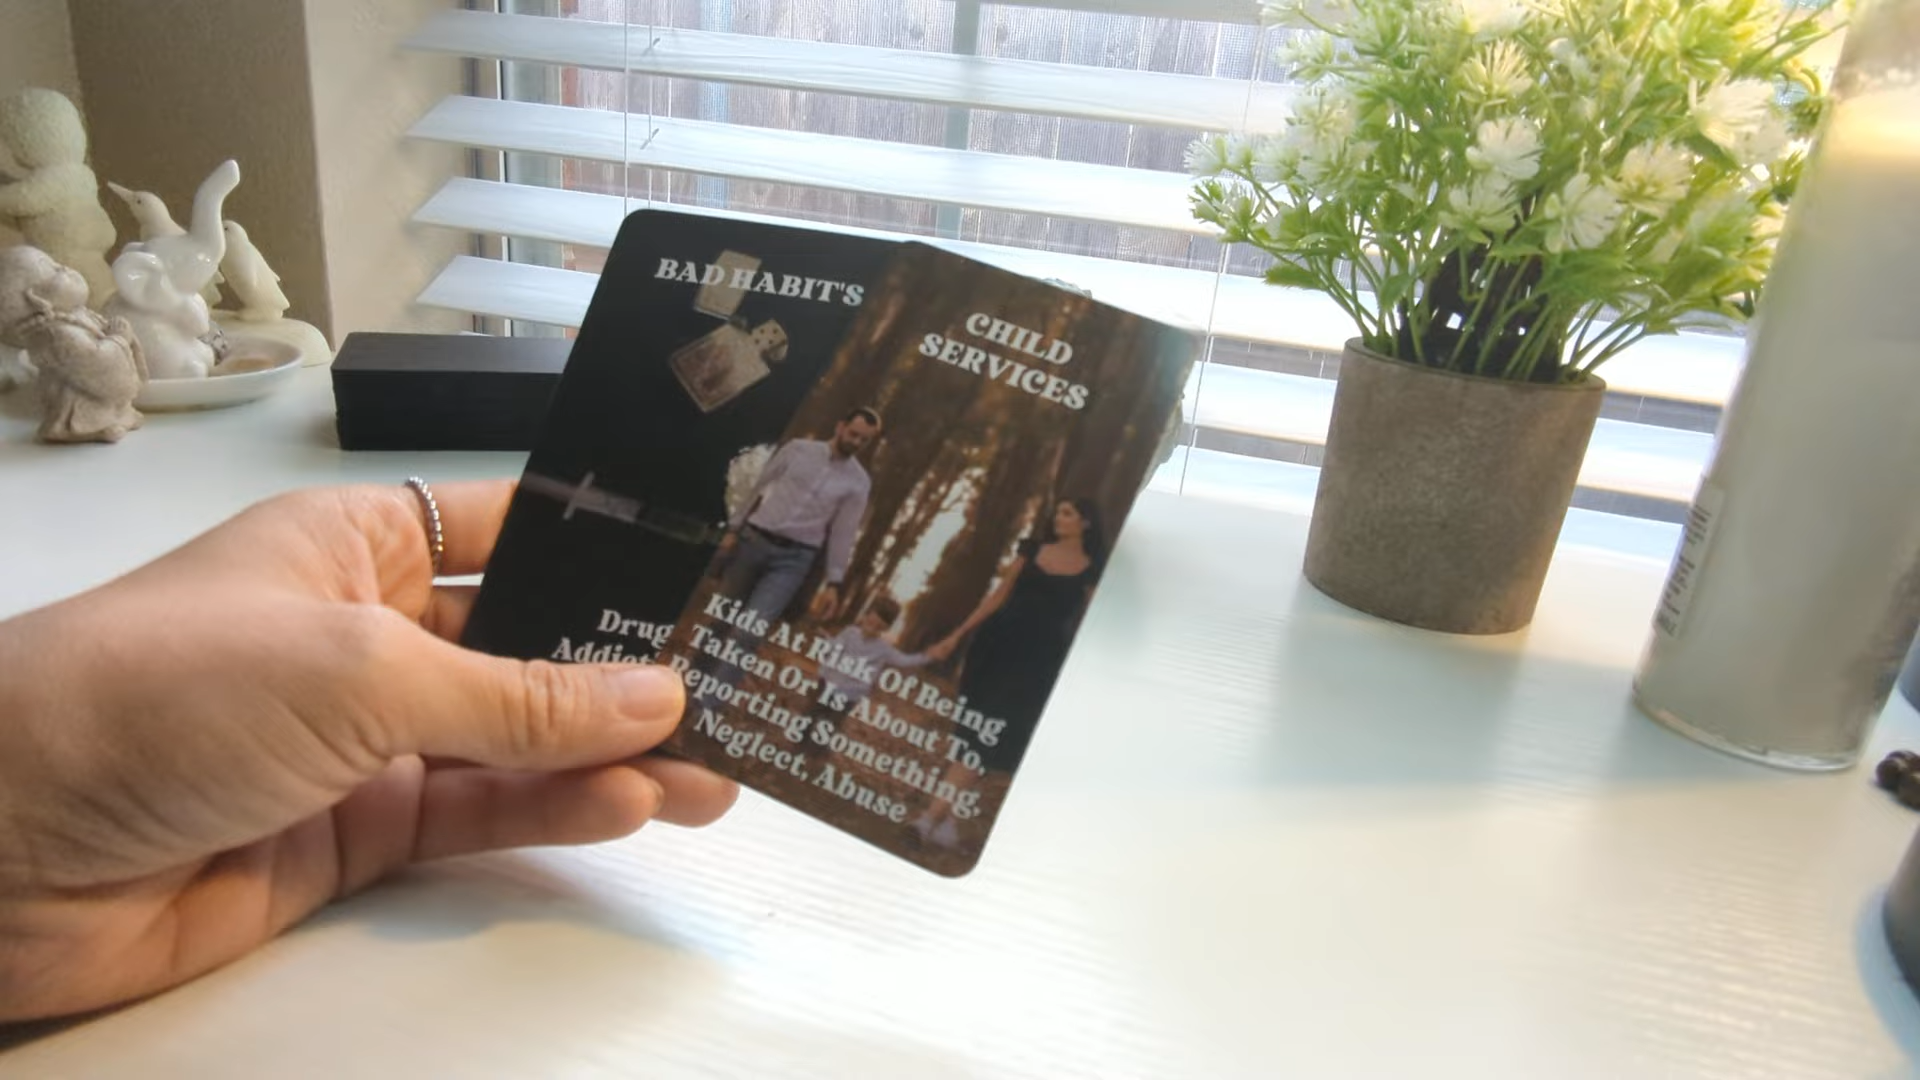 BAD HABIT'S
Drug
CHILD
SERVICES
Kids At Risk Of Being
Taken Or Is About To,
Reporting Something,
Neglect, Abuse